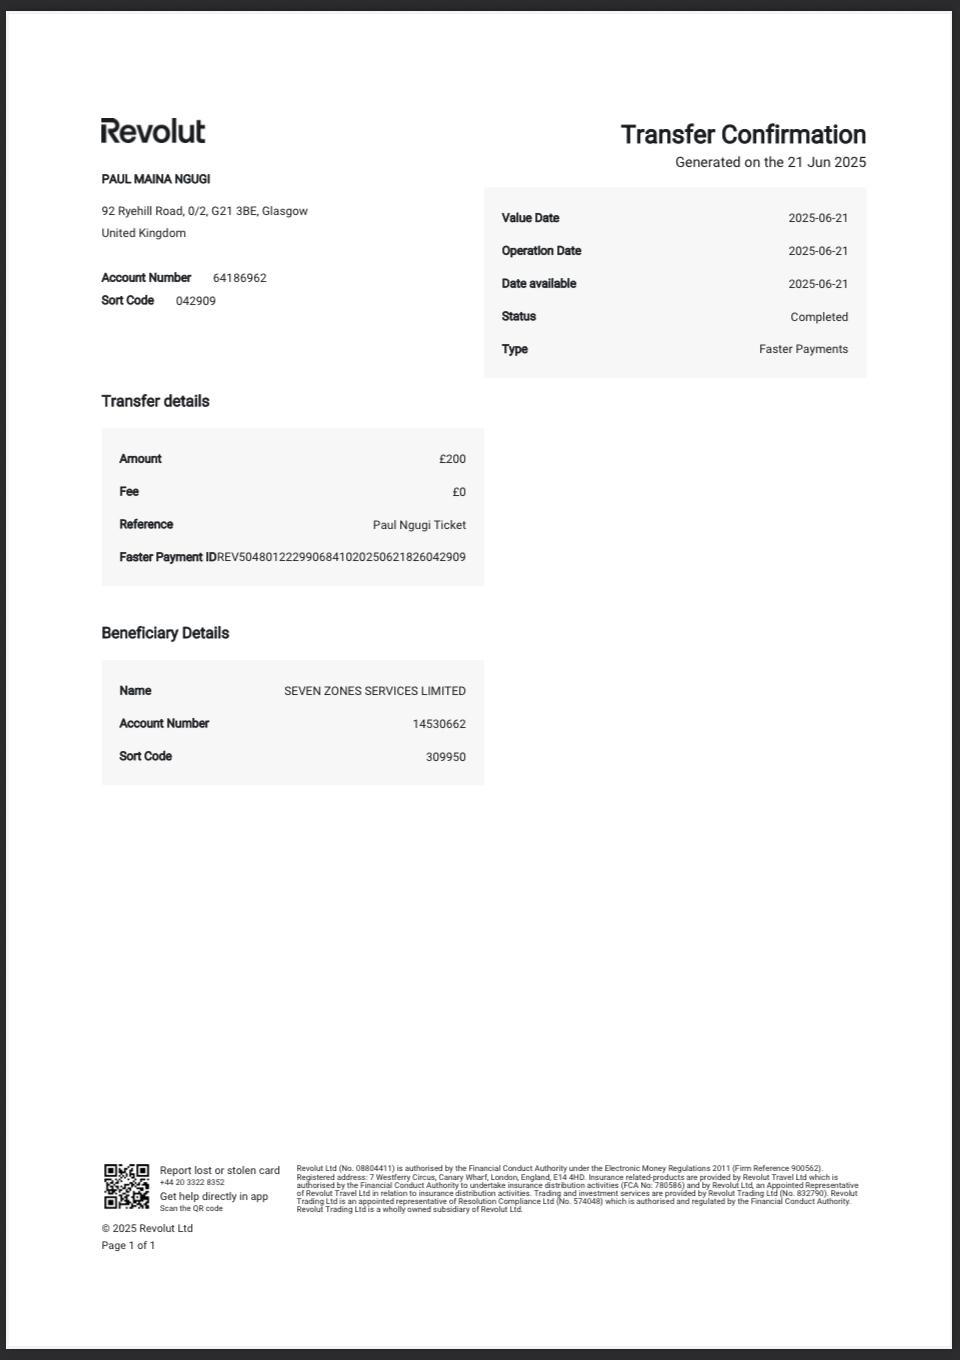 Revolut
Transfer Confirmation
Generated on the 21 Jun 2025
PAUL MAINA NGUGI
92 Ryehill Road, 0/2, G21 3BE, Glasgow
United Kingdom
Account Number 64186962
Sort Code 042909
Value Date 2025-06-21
Operation Date 2025-06-21
Date available 2025-06-21
Status Completed
Type Faster Payments
Transfer details
Amount £200
Fee £0
Reference Paul Ngugi Ticket
Faster Payment IDREV504801222990684102025062182604​2909
Beneficiary Details
Name SEVEN ZONES SERVICES LIMITED
Account Number 14530662
Sort Code 309950
Report lost or stolen card
+44 20 3322 8352
Get help directly in app
Scan the QR code
Revolut Ltd (No. 08804411) is authorised by the Financial Conduct Authority under the Electronic Money Regulations 2011 (Firm Reference 900562).
Registered address: 7 Westferry Circus, Canary Wharf, London, England, E14 4HD. Insurance related-products are provided by Revolut Travel Ltd which is
authorised by the Financial Conduct Authority to undertake insurance distribution activities (FCA No: 780586) and by Revolut Ltd, an Appointed Representative
of Revolut Travel Ltd in relation to insurance distribution activities. Trading and investment services are provided by Revolut Trading Ltd (No. 832790). Revolut
Trading Ltd is an appointed representative of Resolution Compliance Ltd (No. 574048) which is authorised and regulated by the Financial Conduct Authority.
Revolut Trading Ltd is a wholly owned subsidiary of Revolut Ltd.
© 2025 Revolut Ltd
Page 1 of 1